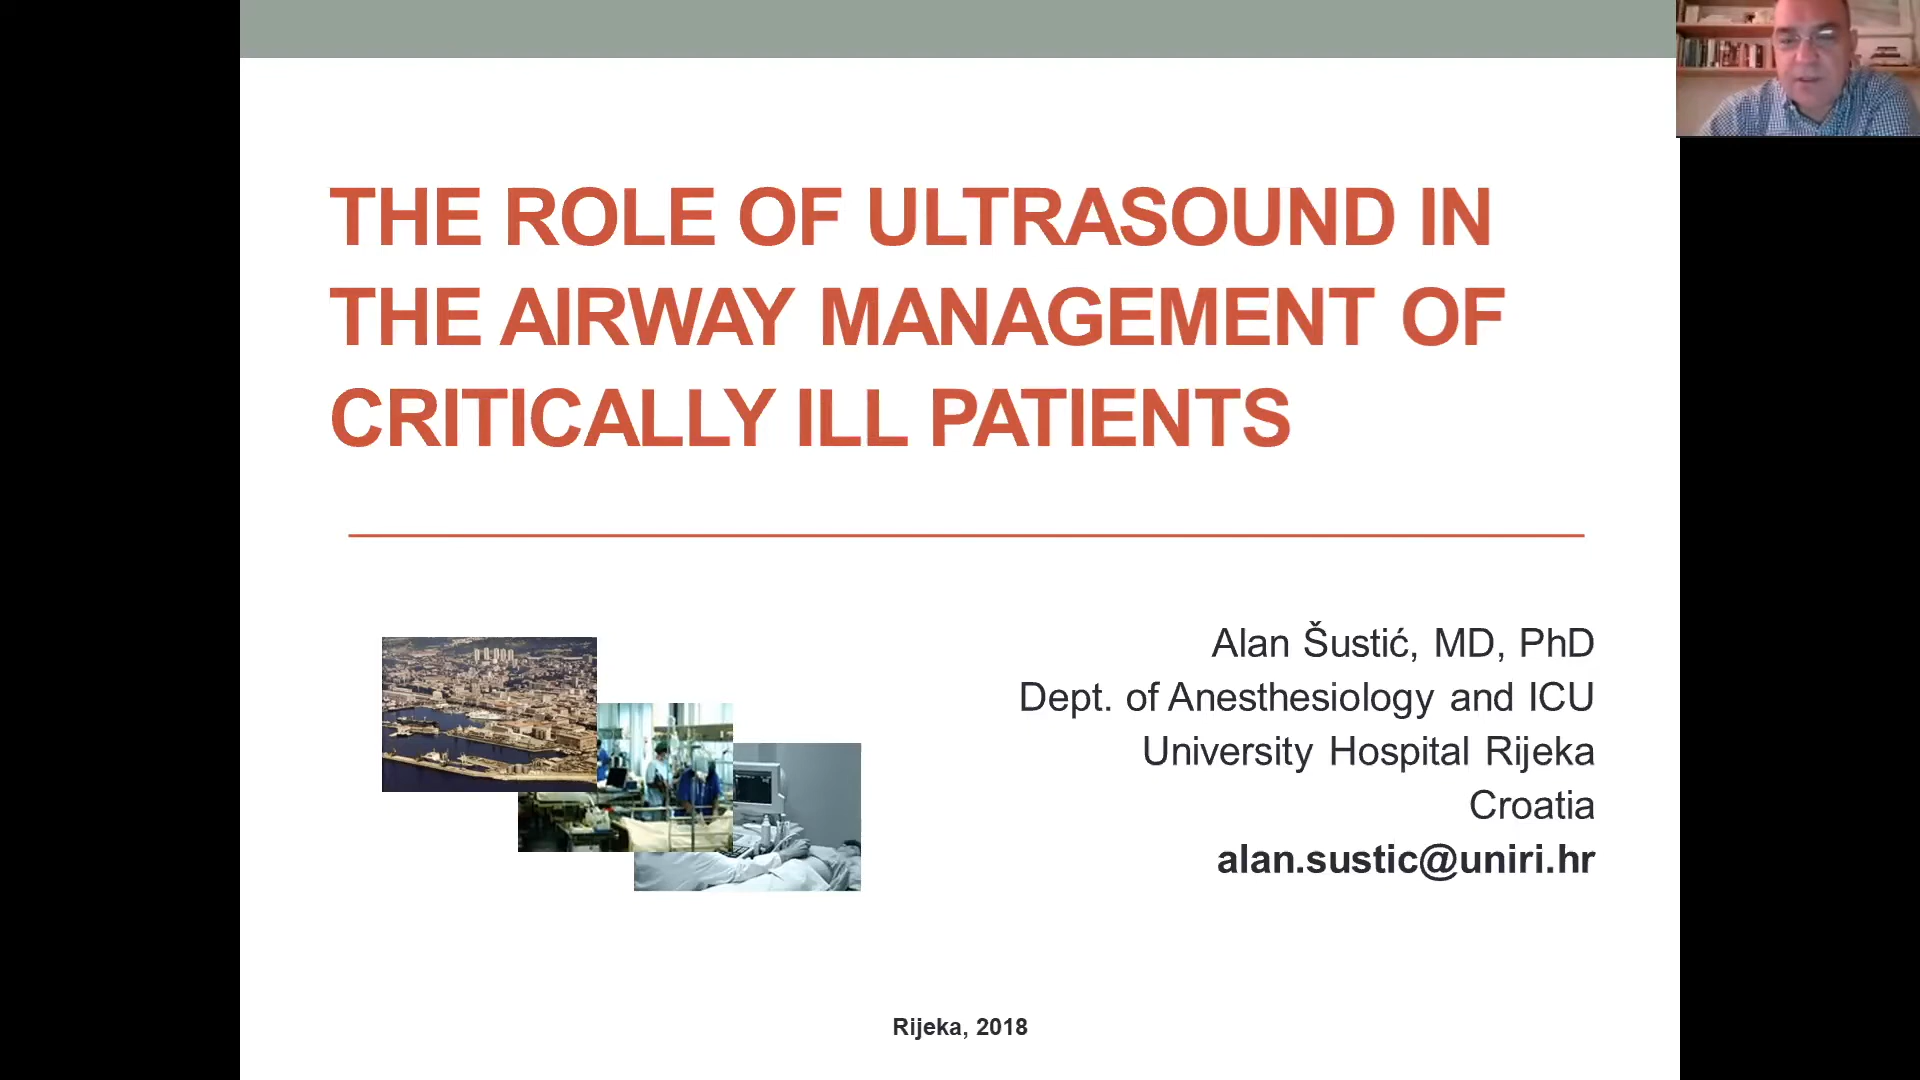 THE ROLE OF ULTRASOUND IN
THE AIRWAY MANAGEMENT OF
CRITICALLY ILL PATIENTS
Alan Šustić, MD, PhD
Dept. of Anesthesiology and ICU
University Hospital Rijeka
Croatia
alan.sustic@uniri.hr
Rijeka, 2018